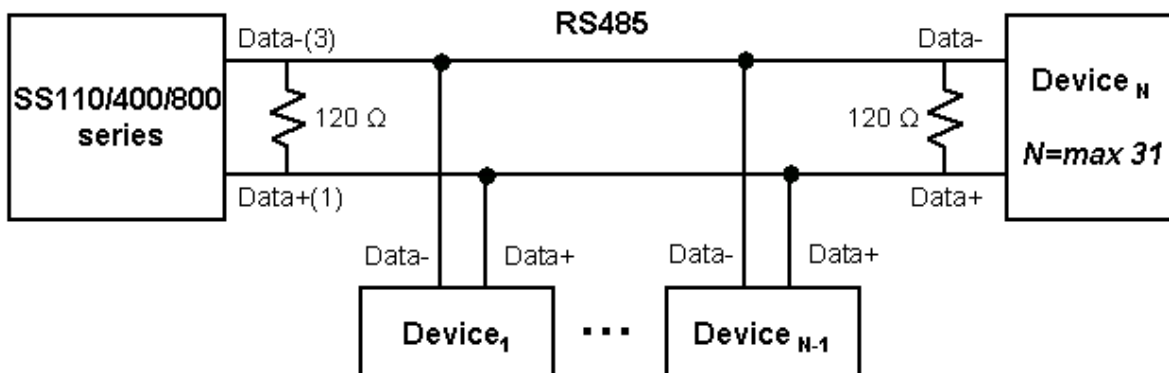 RS485
Data-(3)
Data-
SS110/400/800
series
120 Ω
120 Ω
Device N
N=max 31
Data+(1)
Data+
Data-
Data+
Data-
Data+
Device1
...
Device N-1